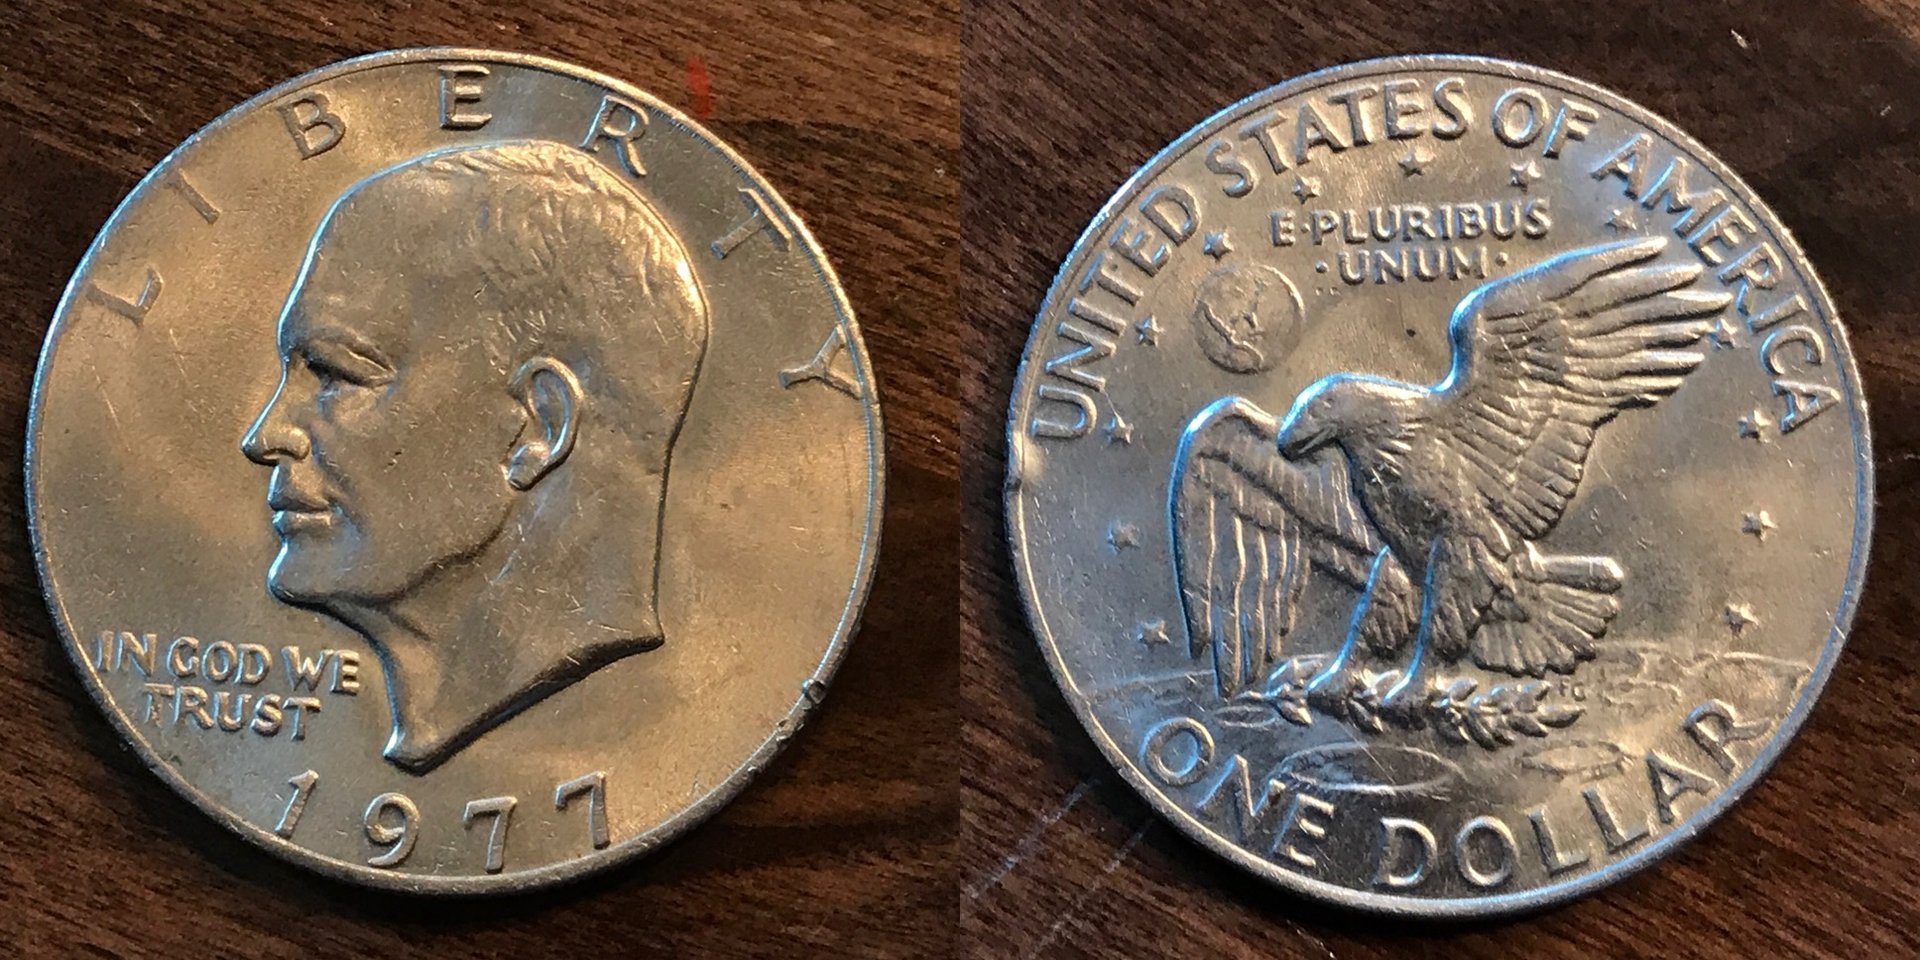 LIBERTY
IN GOD WE
TRUST
1977
UNITED STATES OF AMERICA
E·PLURIBUS
·UNUM·
ONE DOLLAR